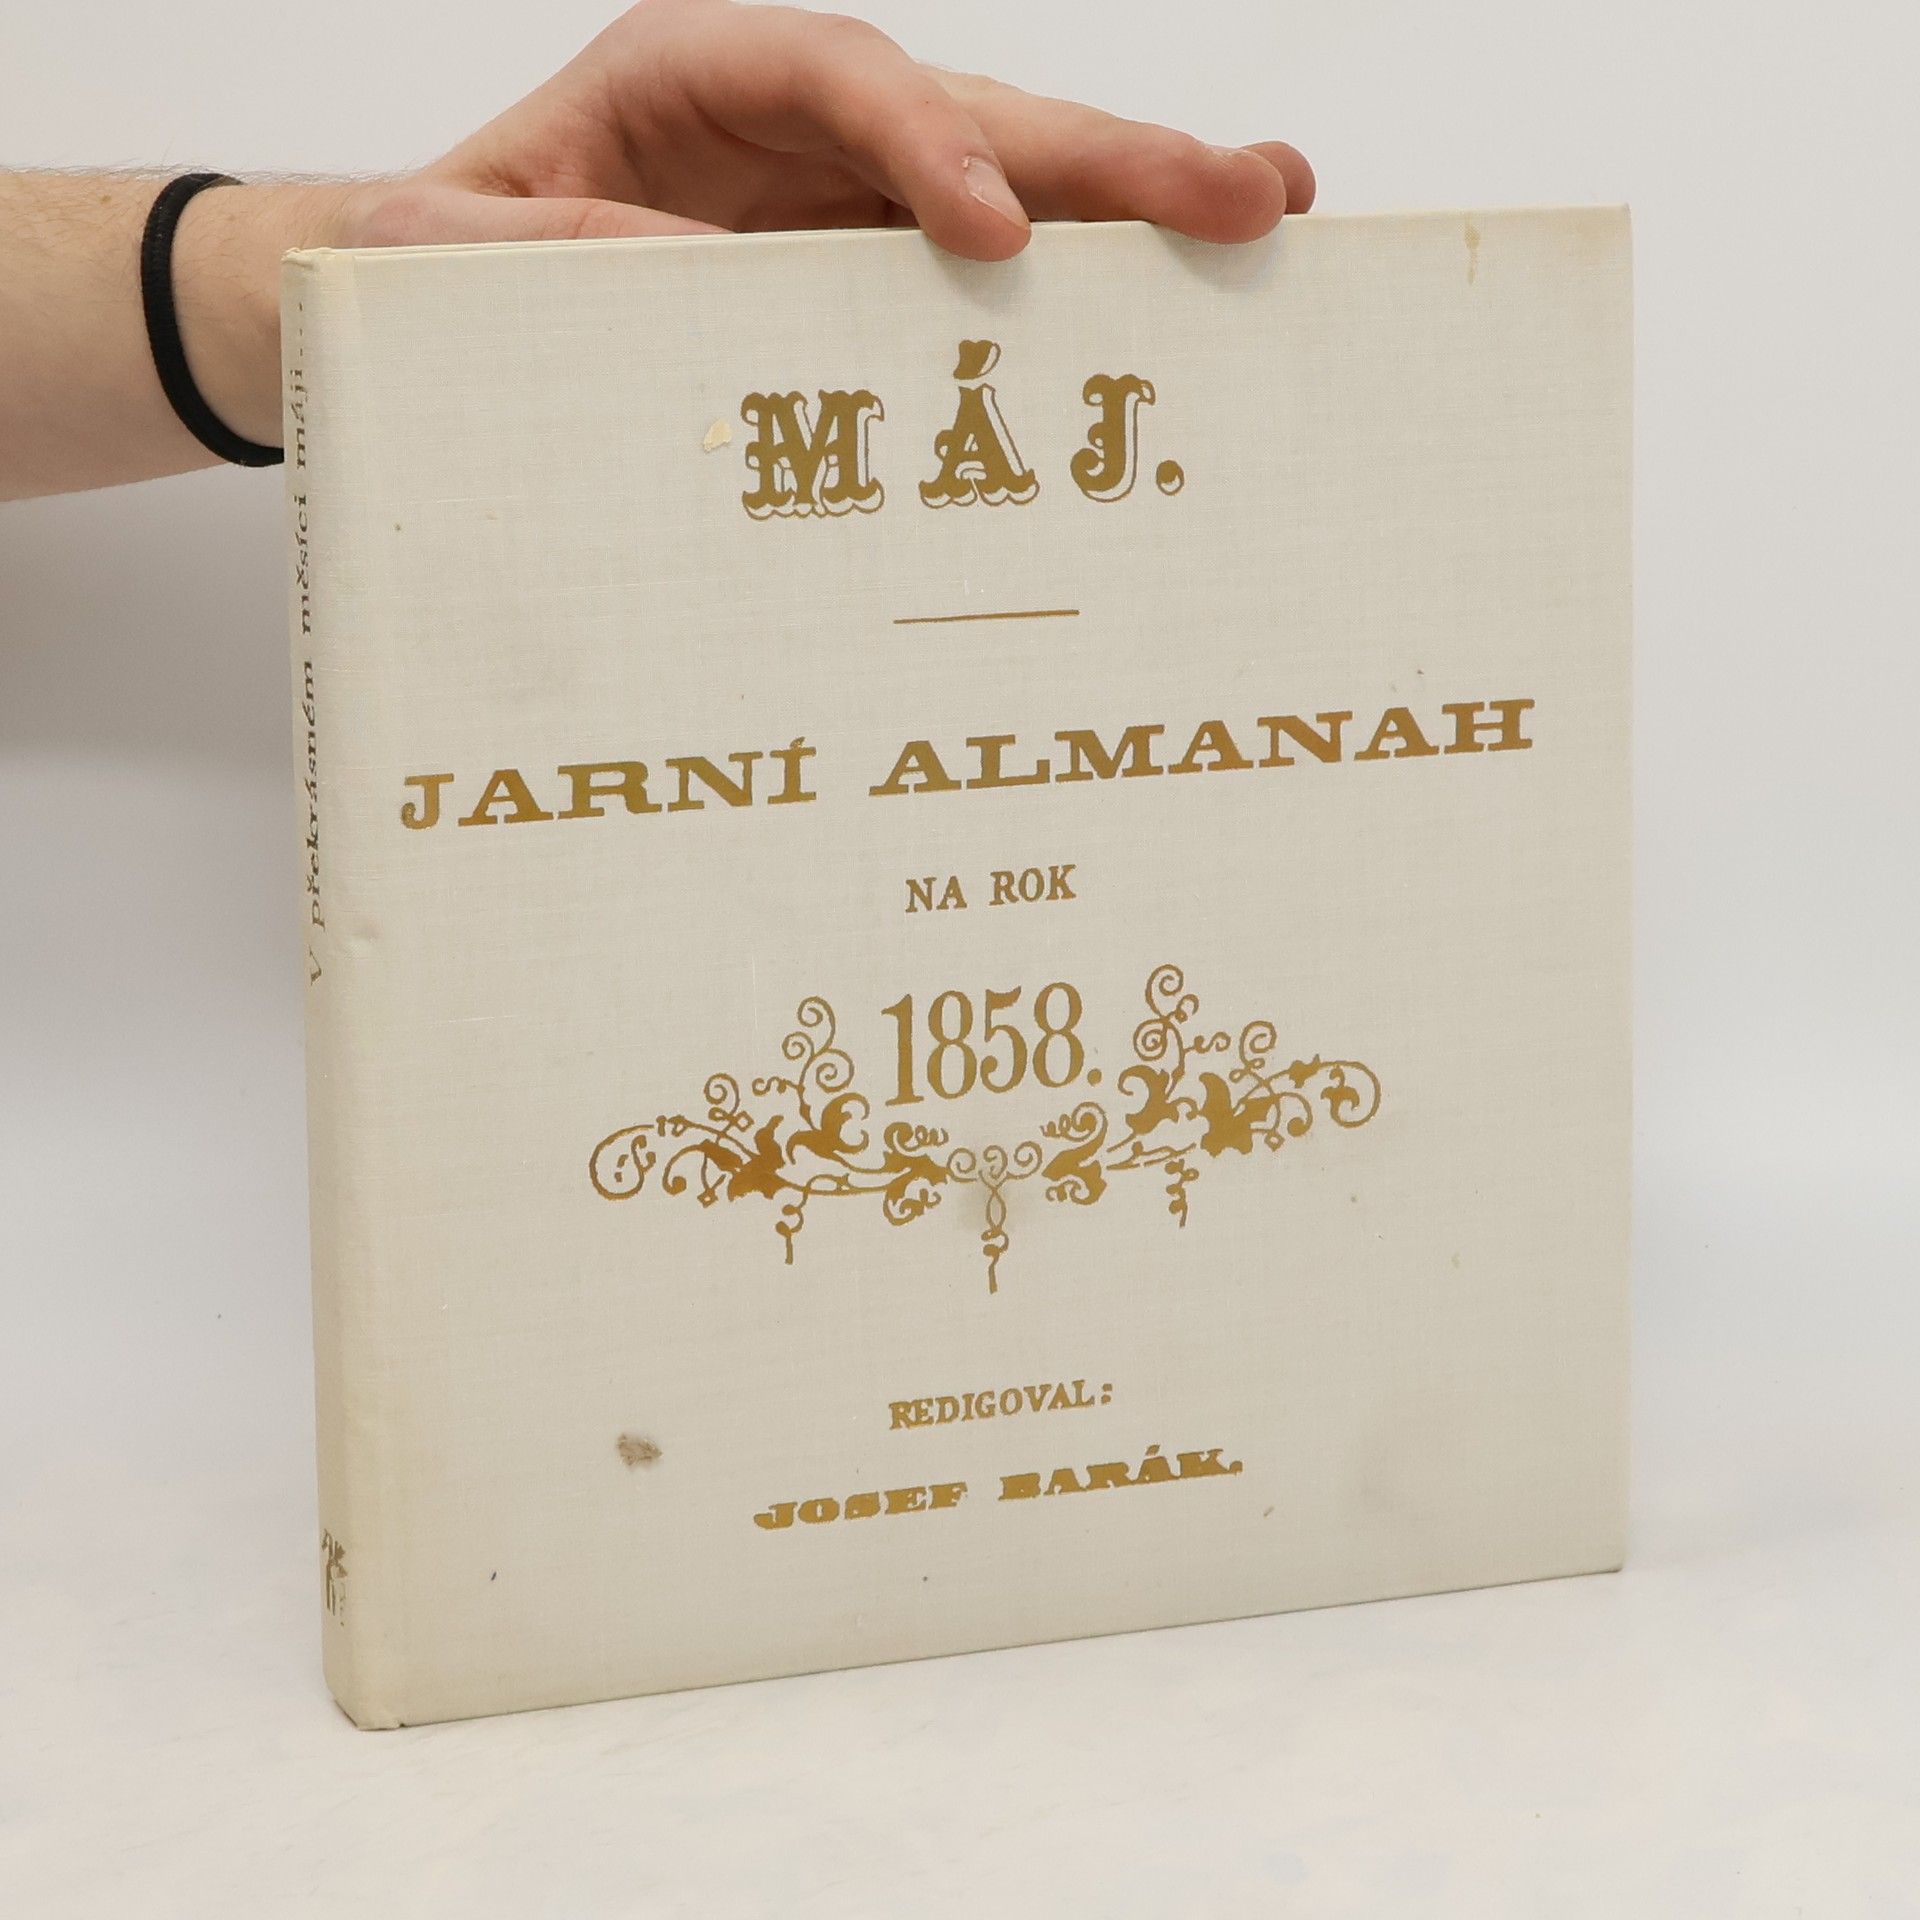 MÁJ.
JARNÍ ALMANAH
NA ROK
1858.
REDIGOVAL:
JOSEF BARÁK.
V překrásném měsíci máji...